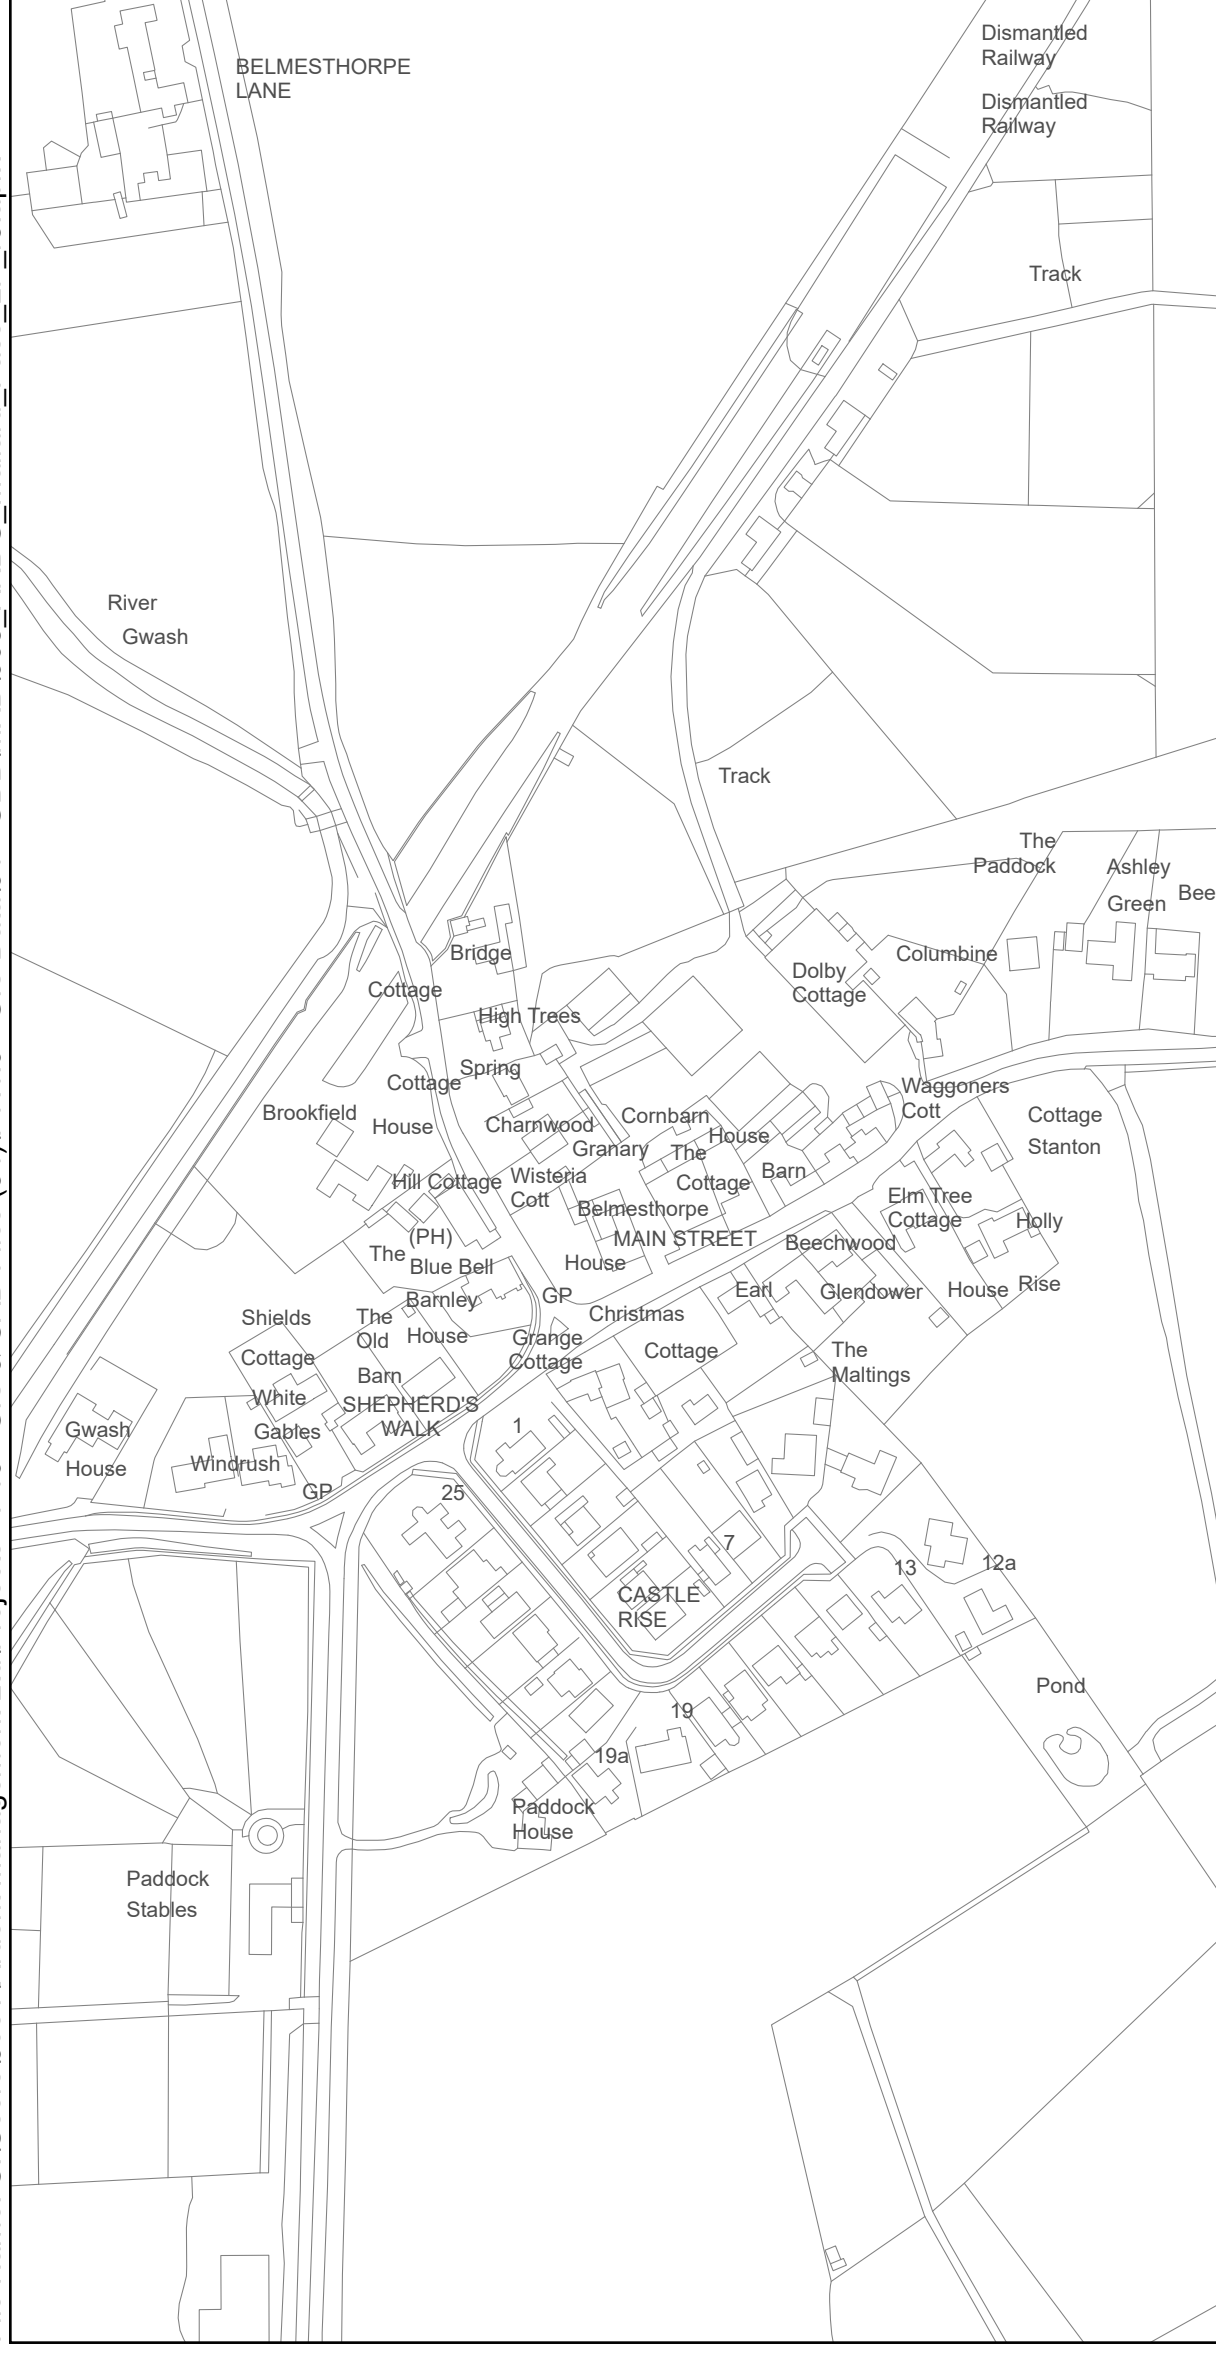 Dismantled
Railway
BELMESTHORPE
LANE
Dismantled
Railway
Track
River
Gwash
Track
The
Paddock
Ashley
Green
Bee
Bridge
Cottage
Columbine
Dolby
Cottage
High Trees
Spring
Cottage
Brookfield
House
Charnwood
Granary
Cornbarn
House
The
Cottage
Barn
Waggoners
Cott
Cottage
Stanton
Hill Cottage
Wisteria
Cott
Belmesthorpe
House
MAIN STREET
Elm Tree
Cottage
Holly
(PH)
The
Blue Bell
Beechwood
Earl
Glendower
House
Rise
Barnley
House
GP
Christmas
Cottage
Shields
Cottage
The
Old
Barn
Grange
Cottage
The
Maltings
White
Gables
SHEPHERD'S
WALK
Gwash
House
Windrush
1
GP
25
7
13
12a
CASTLE
RISE
Pond
19
19a
Paddock
House
Paddock
Stables